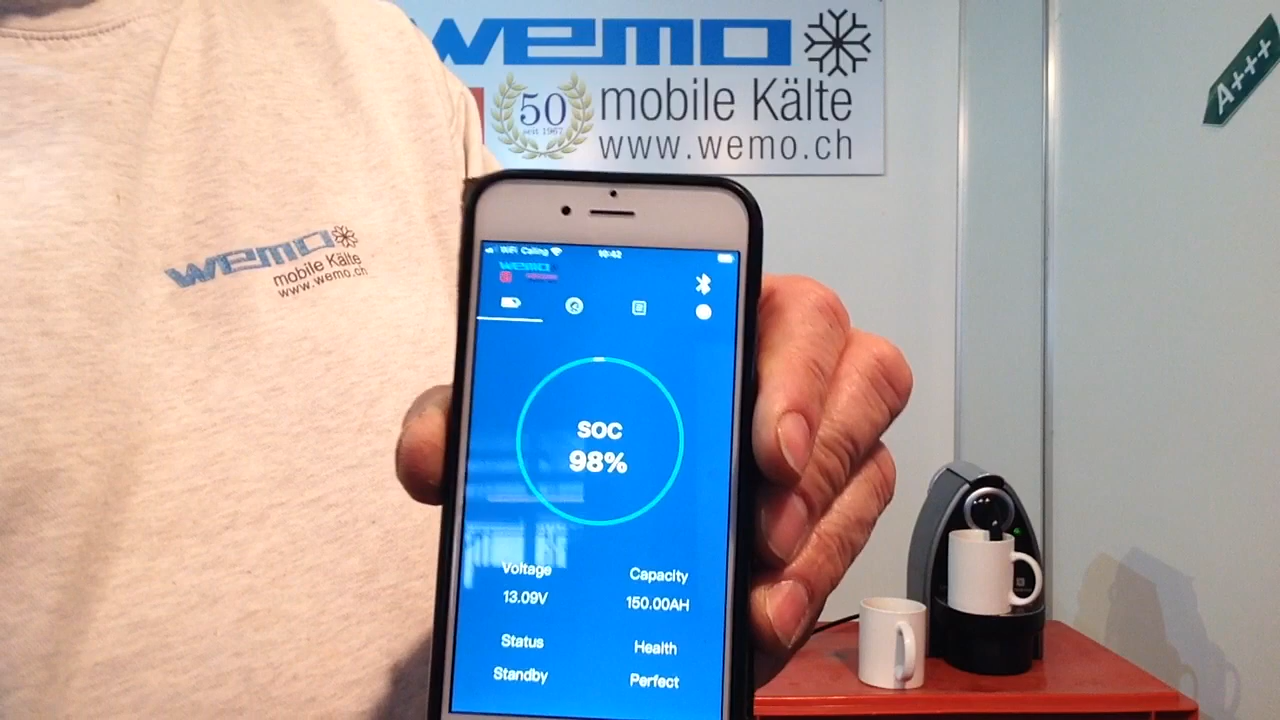 wemo
50
seit 1967
mobile Kälte
www.wemo.ch
A+++
wemo
mobile Kälte
www.wemo.ch
WiFi Calling
10:42
wemo
SOC
98%
Voltage
Capacity
13.09V
150.00AH
Status
Health
Standby
Perfect